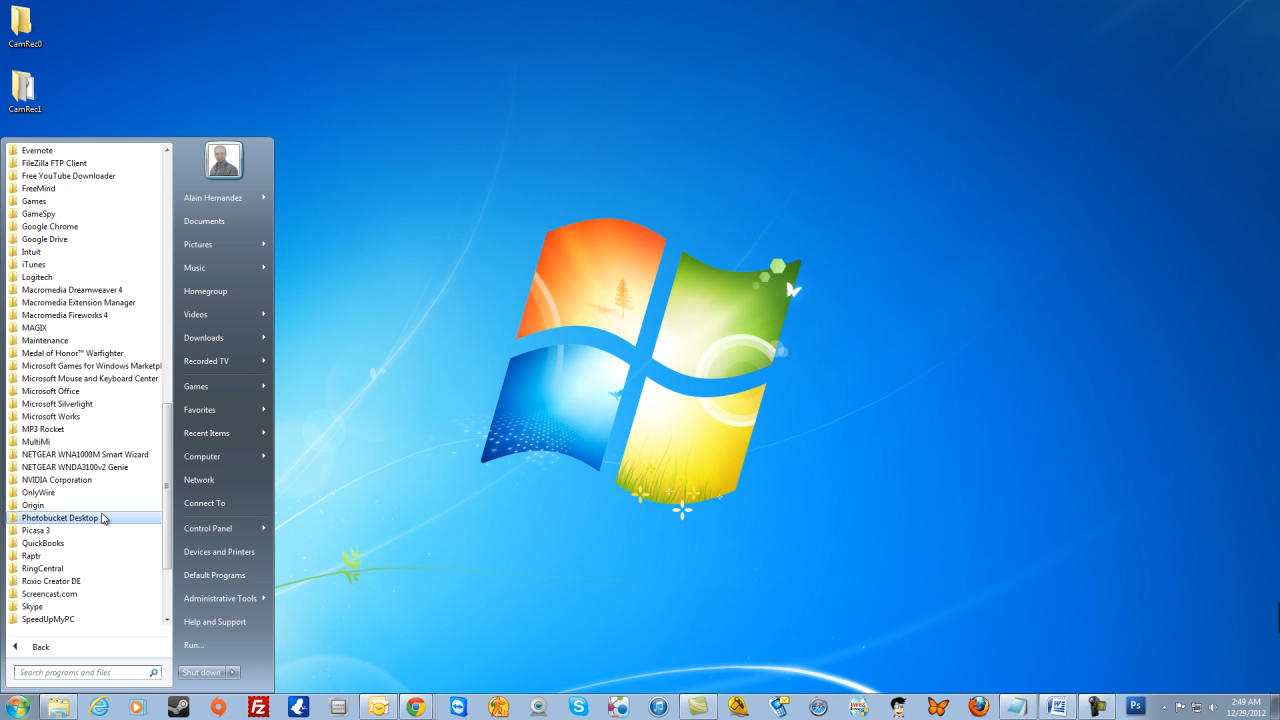 CamRec0
CamRec1
Evernote
FileZilla FTP Client
Free YouTube Downloader
FreeMind
Games
GameSpy
Google Chrome
Google Drive
Intuit
iTunes
Logitech
Macromedia Dreamweaver 4
Macromedia Extension Manager
Macromedia Fireworks 4
MAGIX
Maintenance
Medal of Honor™ Warfighter
Microsoft Games for Windows Marketpl
Microsoft Mouse and Keyboard Center
Microsoft Office
Microsoft Silverlight
Microsoft Works
MP3 Rocket
MultiMi
NETGEAR WNA1000M Smart Wizard
NETGEAR WNDA3100v2 Genie
NVIDIA Corporation
OnlyWire
Origin
Photobucket Desktop
Picasa 3
QuickBooks
Raptr
RingCentral
Roxio Creator DE
Screencast.com
Skype
SpeedUpMyPC
Back
Search programs and files
Alain Hernandez
Documents
Pictures
Music
Homegroup
Videos
Downloads
Recorded TV
Games
Favorites
Recent Items
Computer
Network
Connect To
Control Panel
Devices and Printers
Default Programs
Administrative Tools
Help and Support
Run...
Shut down
Fz
Ps
2:49 AM
12/29/2012